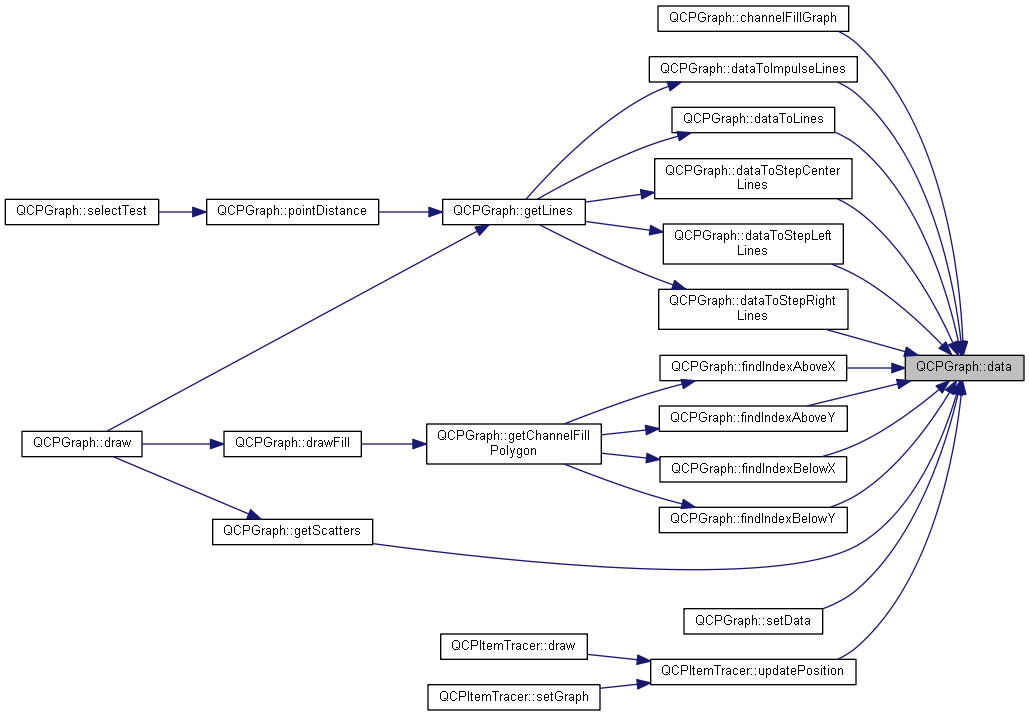 QCPGraph::channelFillGraph
QCPGraph::dataToImpulseLines
QCPGraph::dataToLines
QCPGraph::dataToStepCenter
Lines
QCPGraph::selectTest
QCPGraph::pointDistance
QCPGraph::getLines
QCPGraph::dataToStepLeft
Lines
QCPGraph::dataToStepRight
Lines
QCPGraph::findIndexAboveX
QCPGraph::data
QCPGraph::findIndexAboveY
QCPGraph::draw
QCPGraph::drawFill
QCPGraph::getChannelFill
Polygon
QCPGraph::findIndexBelowX
QCPGraph::findIndexBelowY
QCPGraph::getScatters
QCPGraph::setData
QCPItemTracer::draw
QCPItemTracer::updatePosition
QCPItemTracer::setGraph